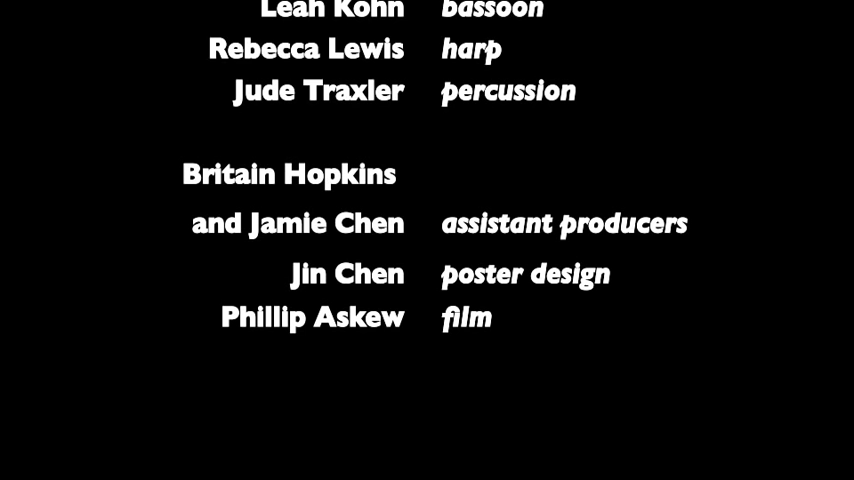 Leah Kohn bassoon
Rebecca Lewis harp
Jude Traxler percussion
Britain Hopkins
and Jamie Chen assistant producers
Jin Chen poster design
Phillip Askew film